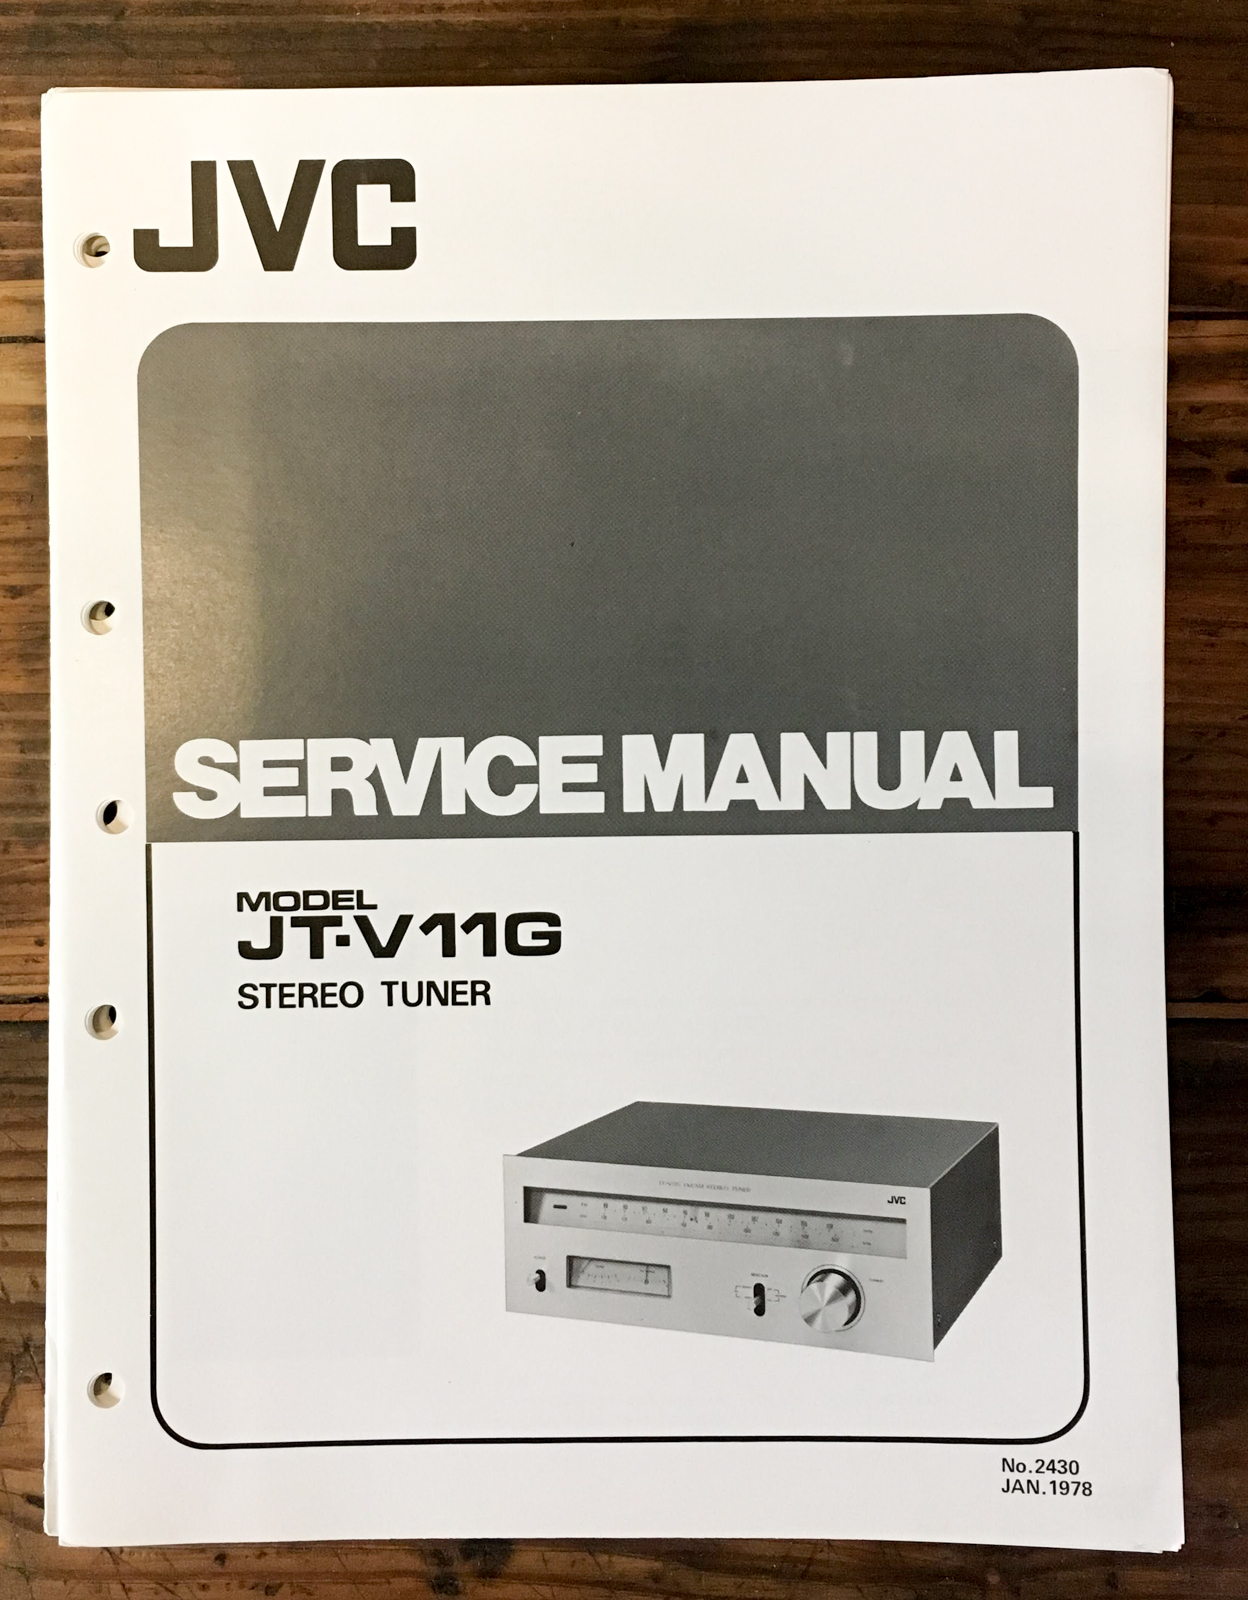 JVC
SERVICE MANUAL
MODEL
JT-V11G
STEREO TUNER
JVC
No.2430
JAN.1978